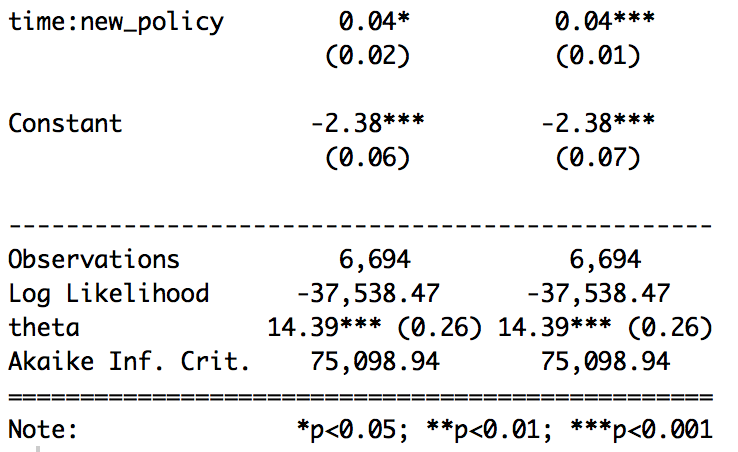 time:new_policy 0.04* 0.04***
(0.02) (0.01)
Constant -2.38*** -2.38***
(0.06) (0.07)
--------------------------------------------------
Observations 6,694 6,694
Log Likelihood -37,538.47 -37,538.47
theta 14.39*** (0.26) 14.39*** (0.26)
Akaike Inf. Crit. 75,098.94 75,098.94
==================================================
Note: *p<0.05; **p<0.01; ***p<0.001